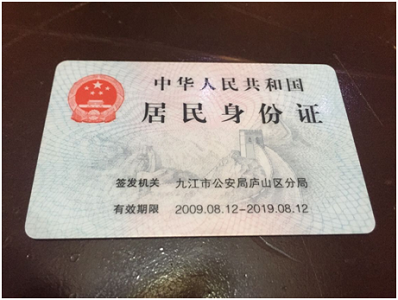 中华人民共和国
居民身份证
签发机关 九江市公安局庐山区分局
有效期限 2009.08.12-2019.08.12